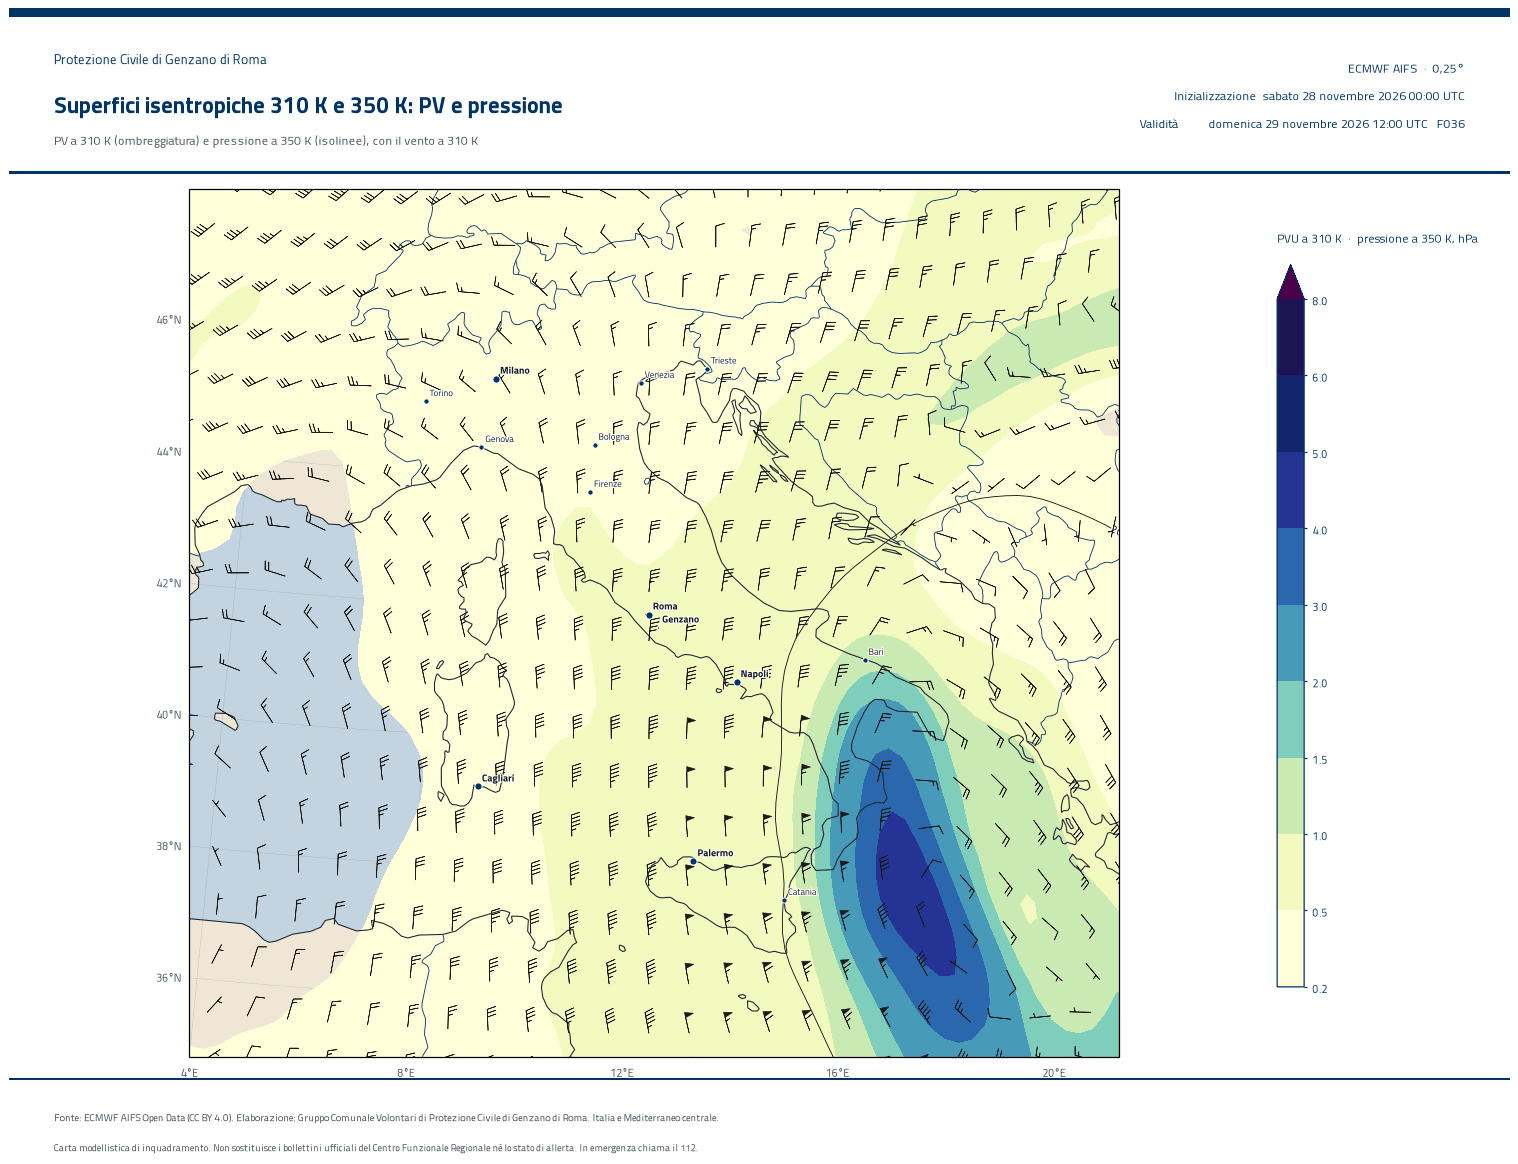 Protezione Civile di Genzano di Roma
Superfici isentropiche 310 K e 350 K: PV e pressione
PV a 310 K (ombreggiatura) e pressione a 350 K (isolinee), con il vento a 310 K
ECMWF AIFS · 0,25°
Inizializzazione sabato 28 novembre 2026 00:00 UTC
Validità domenica 29 novembre 2026 12:00 UTC F036
PVU a 310 K · pressione a 350 K, hPa
8.0
6.0
5.0
4.0
3.0
2.0
1.5
1.0
0.5
0.2
46°N
44°N
42°N
40°N
38°N
36°N
4°E
8°E
12°E
16°E
20°E
Trieste
Milano
Venezia
Torino
Genova
Bologna
Firenze
Roma
Genzano
Bari
Napoli
Cagliari
Palermo
Catania
Fonte: ECMWF AIFS Open Data (CC BY 4.0). Elaborazione: Gruppo Comunale Volontari di Protezione Civile di Genzano di Roma. Italia e Mediterraneo centrale.
Carta modellistica di inquadramento. Non sostituisce i bollettini ufficiali del Centro Funzionale Regionale né lo stato di allerta. In emergenza chiama il 112.